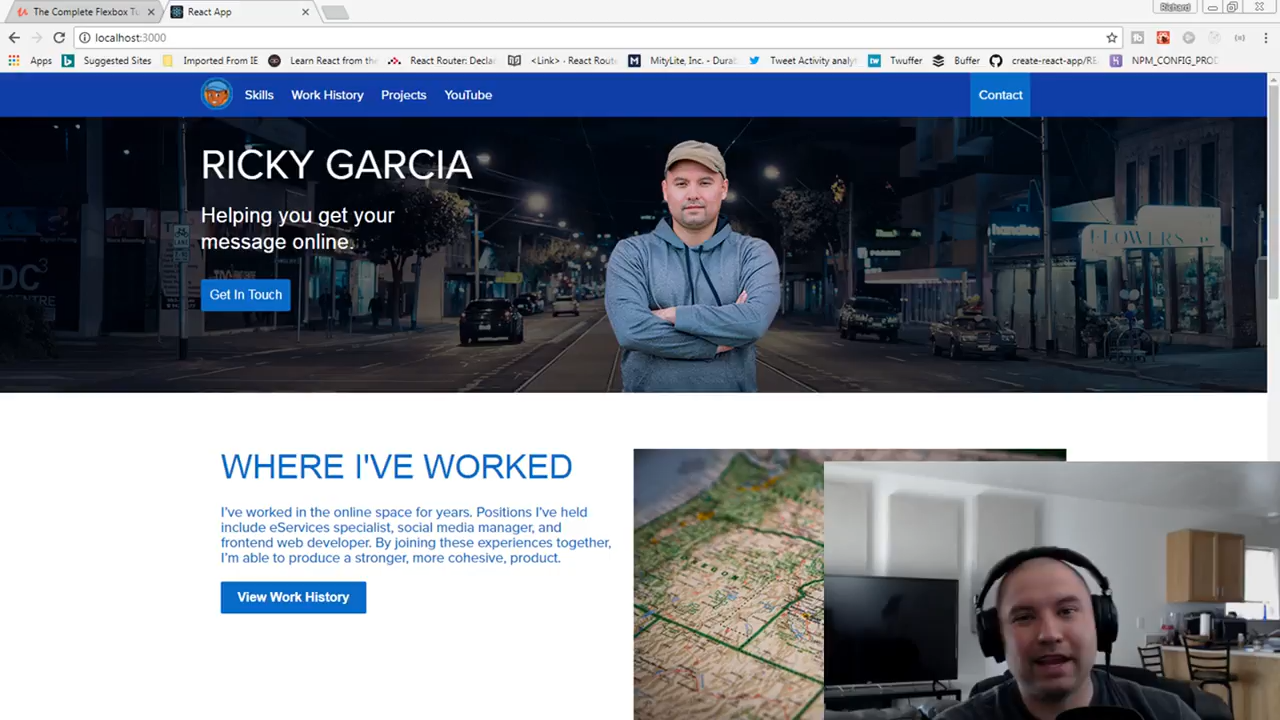 The Complete Flexbox Tu
React App
Richard
localhost:3000
Apps
Suggested Sites
Imported From IE
Learn React from the
React Router: Decla
<Link> - React Route
MityLite, Inc. - Dura
Tweet Activity analy
Twuffer
Buffer
create-react-app/RE
NPM_CONFIG_PROD
Skills
Work History
Projects
YouTube
Contact
RICKY GARCIA
Helping you get your
message online.
Get In Touch
FLOWERS
WHERE I'VE WORKED
I've worked in the online space for years. Positions I've held
include eServices specialist, social media manager, and
frontend web developer. By joining these experiences together,
I'm able to produce a stronger, more cohesive, product.
View Work History